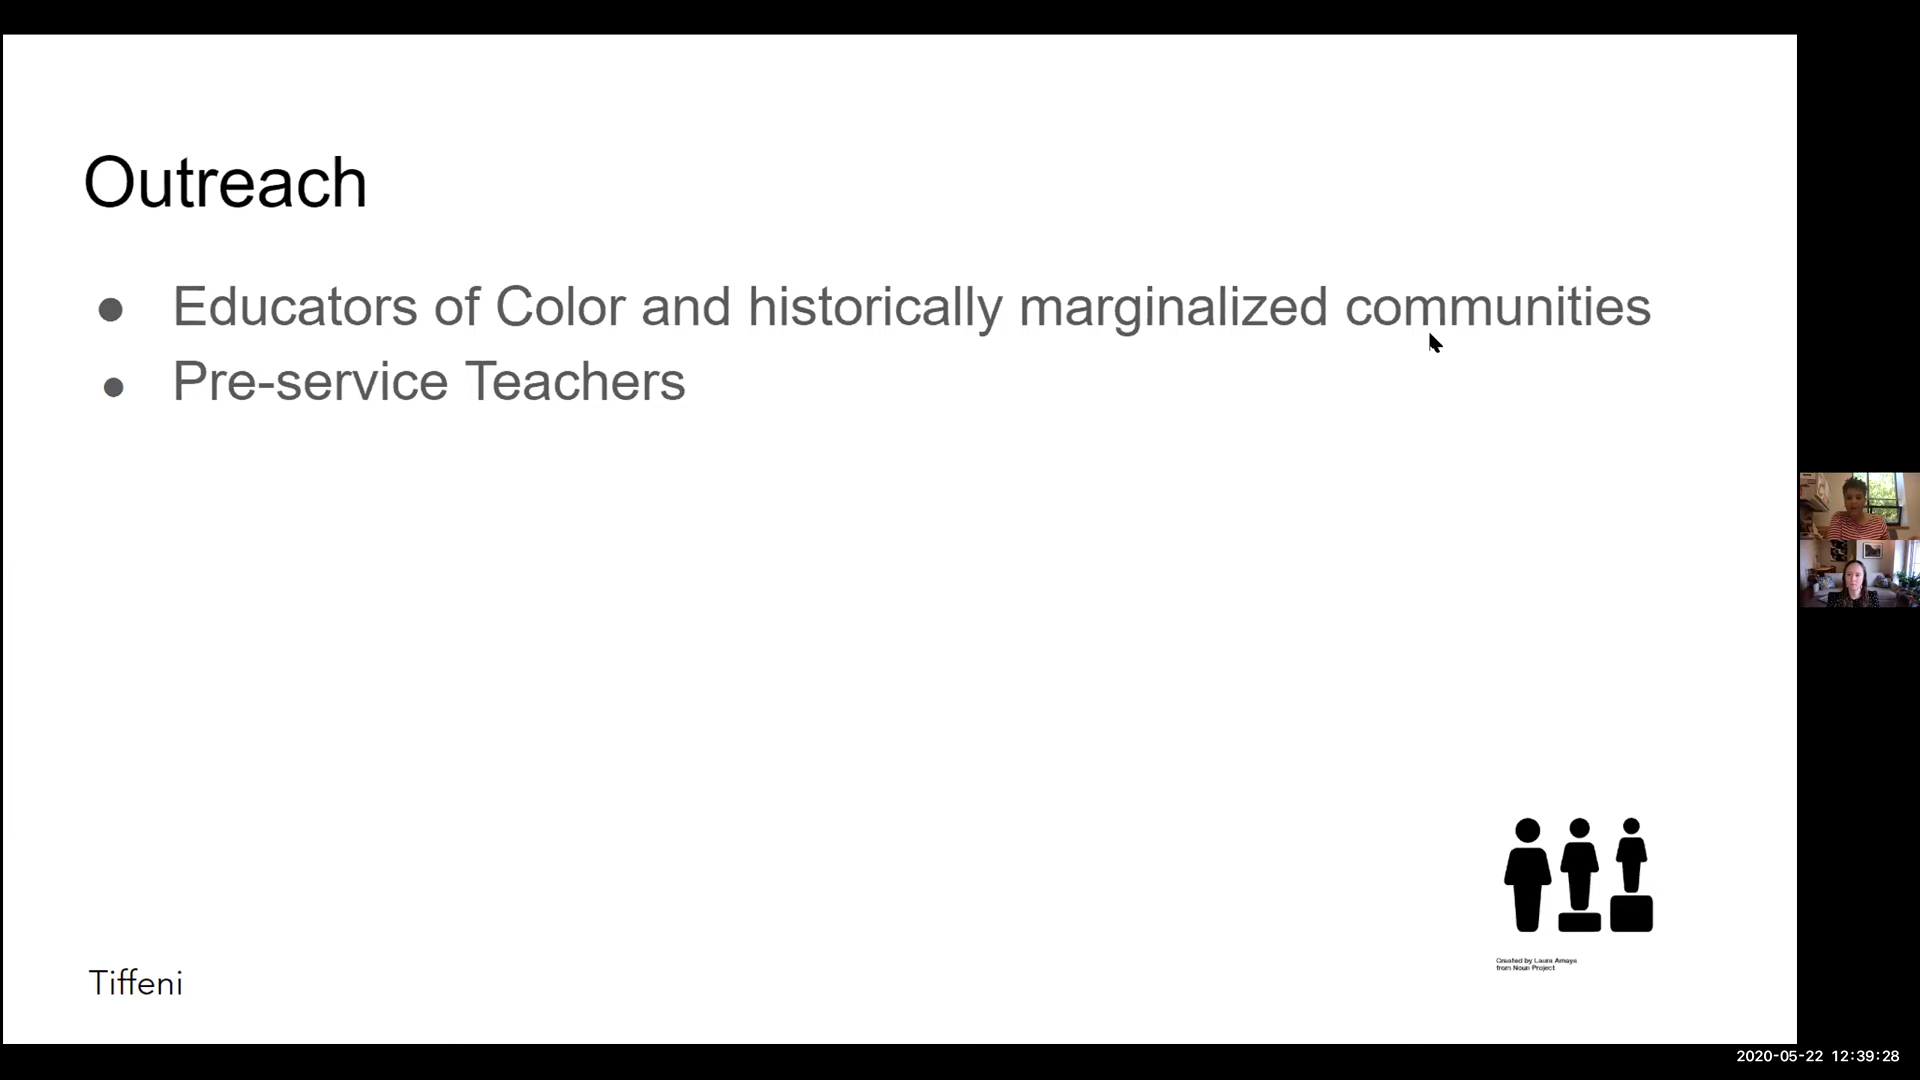 Outreach
● Educators of Color and historically marginalized communities
● Pre-service Teachers
Created by Laura Amaya
from Noun Project
Tiffeni
2020-05-22 12:39:28